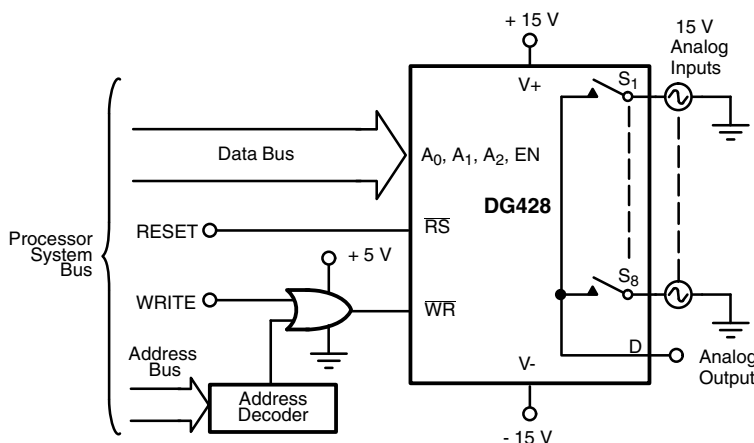 + 15 V
15 V
Analog
Inputs
V+
S1
Data Bus
A0, A1, A2, EN
DG428
Processor
System
Bus
RESET
RS
+ 5 V
WRITE
WR
S8
Address
Bus
Address
Decoder
V-
D
Analog
Output
- 15 V